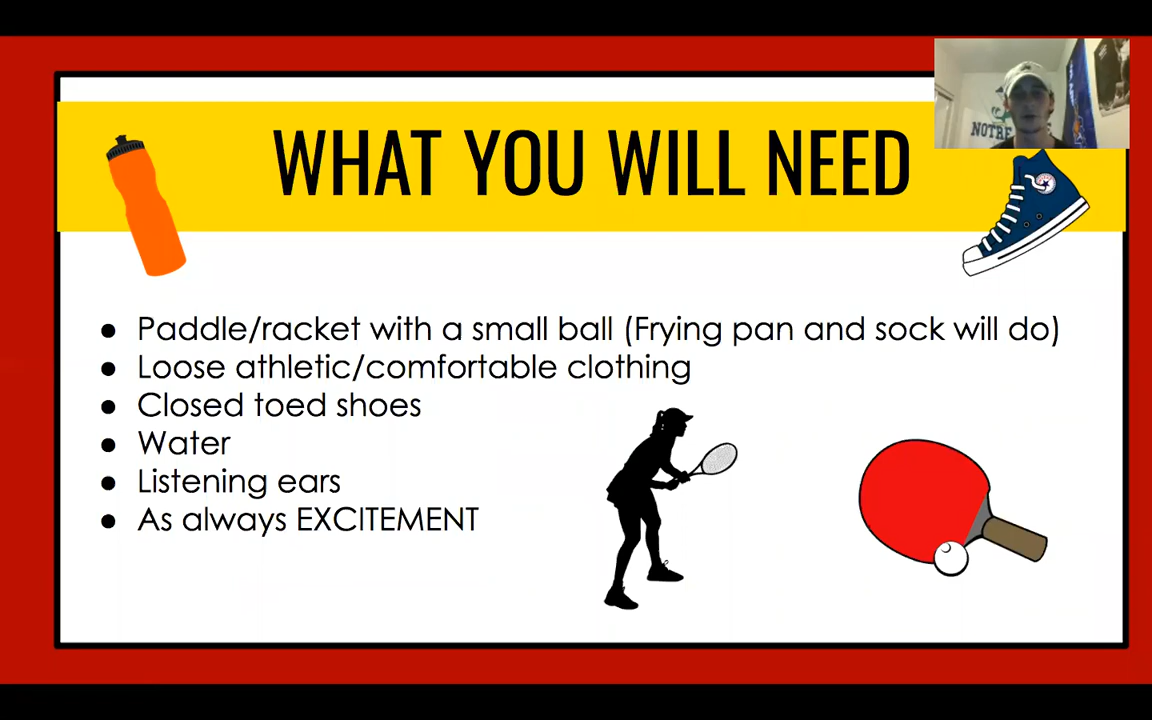 WHAT YOU WILL NEED
NOTRE
● Paddle/racket with a small ball (Frying pan and sock will do)
● Loose athletic/comfortable clothing
● Closed toed shoes
● Water
● Listening ears
● As always EXCITEMENT